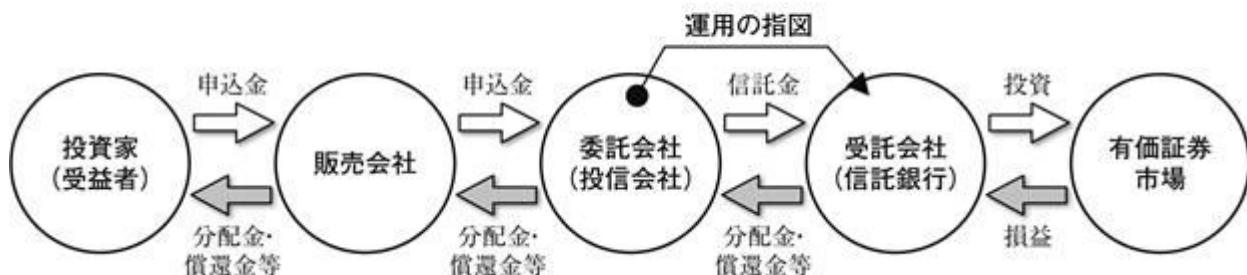 運用の指図
申込金
申込金
信託金
投資
投資家
（受益者）
販売会社
委託会社
（投信会社）
受託会社
（信託銀行）
有価証券
市場
分配金・
償還金等
分配金・
償還金等
分配金・
償還金等
損益